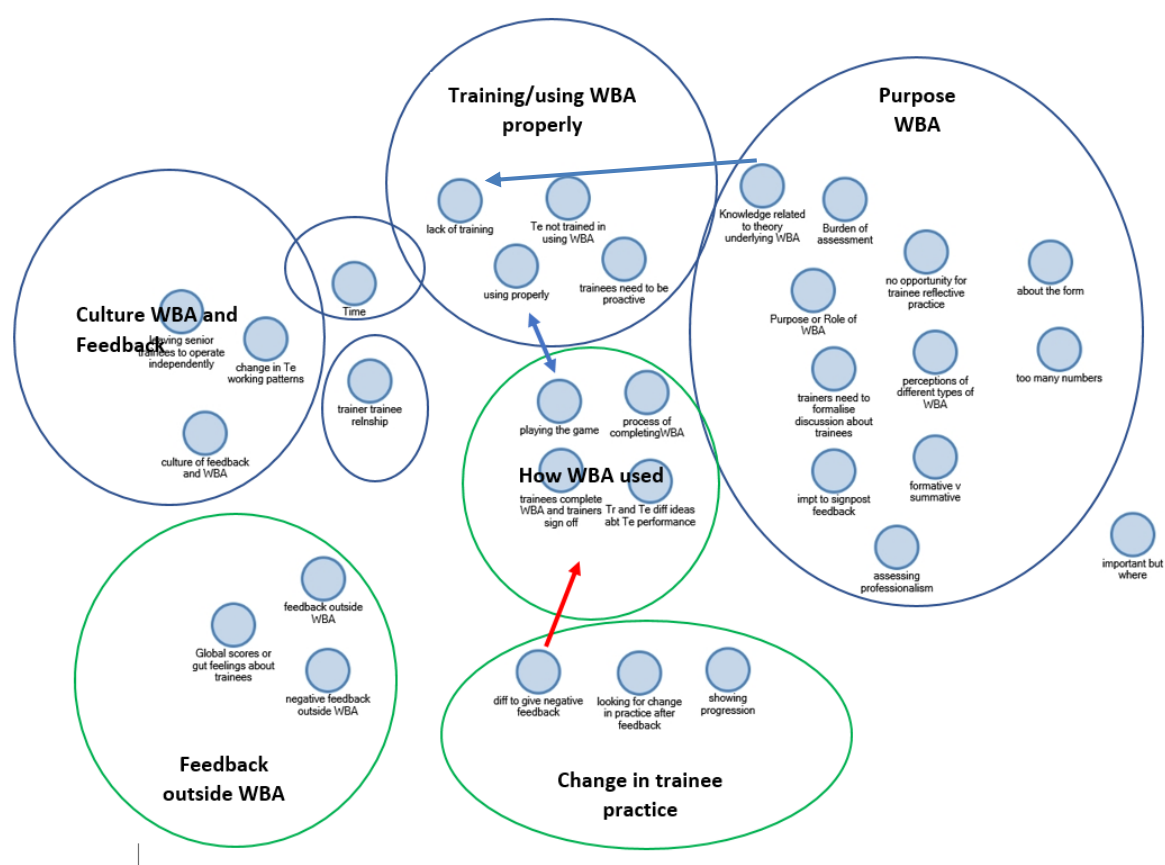 Training/using WBA
properly
Purpose
WBA
lack of training
Te not trained in
using WBA
using properly
trainees need to be
proactive
Knowledge related
to theory
underlying WBA
Burden of
assessment
no opportunity for
trainee reflective
practice
about the form
Purpose or Role of
WBA
trainers need to
formalise
discussion about
trainees
perceptions of
different types of
WBA
too many numbers
impt to signpost
feedback
formative v
summative
assessing
professionalism
important but
where
Culture WBA and
Feedback
leaving senior
trainees to operate
independently
change in Te
working patterns
culture of feedback
and WBA
Time
trainer trainee
relnship
playing the game
process of
completingWBA
How WBA used
trainees complete
WBA and trainers
sign off
Tr and Te diff ideas
abt Te performance
feedback outside
WBA
Global scores or
gut feelings about
trainees
negative feedback
outside WBA
Feedback
outside WBA
diff to give negative
feedback
looking for change
in practice after
feedback
showing
progression
Change in trainee
practice